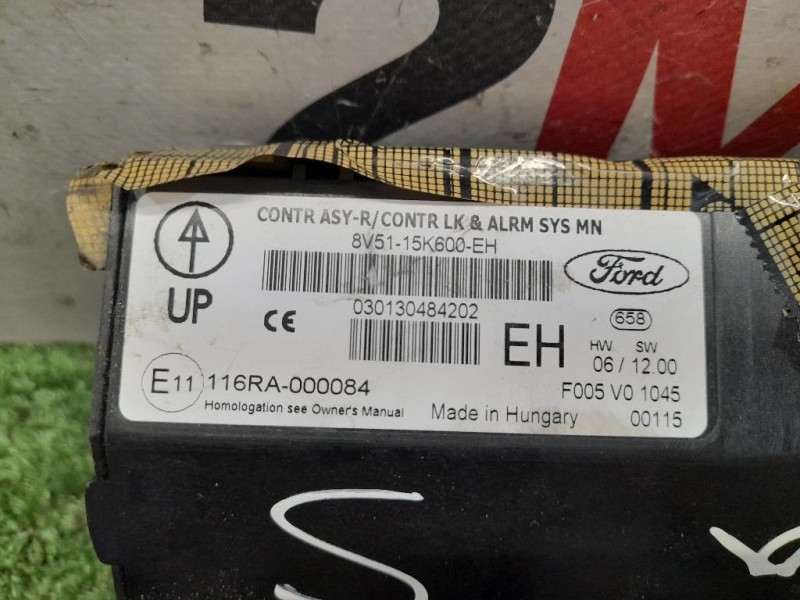 2M
CONTR ASY-R/CONTR LK & ALRM SYS MN
8V51-15K600-EH
Ford
UP
CE
030130484202
EH
658
HW SW
06 / 12.00
E11 116RA-000084
F005 V0 1045
Homologation see Owner's Manual
Made in Hungary
00115
S